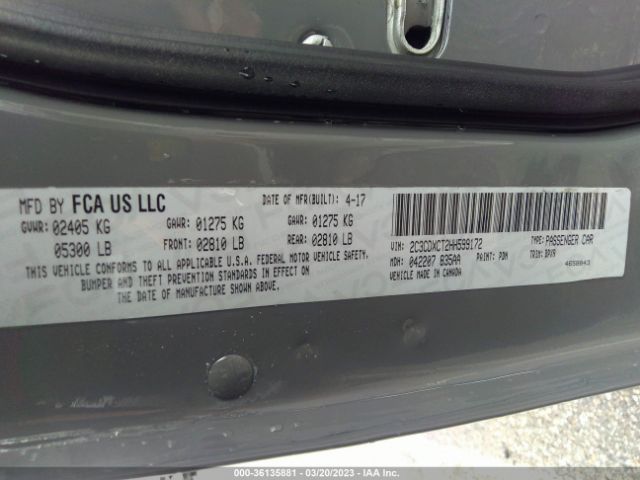 MFD BY FCA US LLC DATE OF MFR(BUILT): 4-17
GVWR: 02405 KG GAWR: 01275 KG GAWR: 01275 KG
05300 LB FRONT: 02810 LB REAR: 02810 LB
THIS VEHICLE CONFORMS TO ALL APPLICABLE U.S.A. FEDERAL MOTOR VEHICLE SAFETY,
BUMPER AND THEFT PREVENTION STANDARDS IN EFFECT ON
THE DATE OF MANUFACTURE SHOWN ABOVE.
VIN: 2C3CDXCT2HH599172 TYPE: PASSENGER CAR
MDH: 042207 835AA PAINT: PDN TRIM: DPX9
VEHICLE MADE IN CANADA 
000-36135881 - 03/20/2023 - IAA Inc.